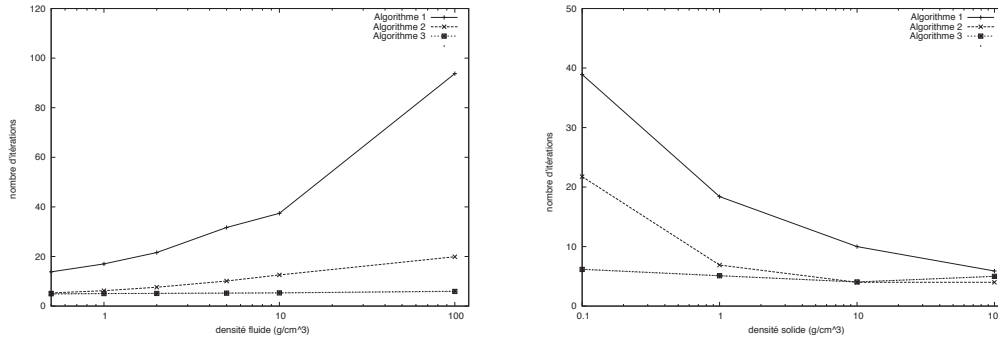 120
100
80
60
40
20
0
1
10
100
nombre d'itérations
densité fluide (g/cm^3)
Algorithme 1
Algorithme 2
Algorithme 3
50
40
30
20
10
0
0.1
1
10
10
nombre d'itérations
densité solide (g/cm^3)
Algorithme 1
Algorithme 2
Algorithme 3